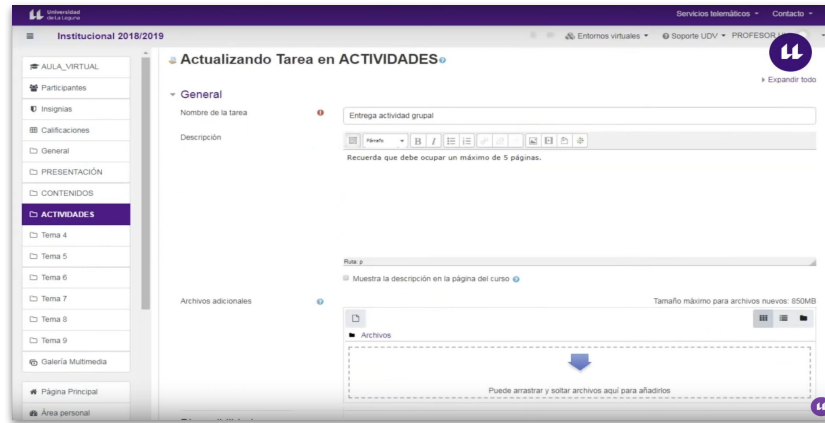 Universidad
de La Laguna
Servicios telemáticos
Contacto
Institucional 2018/2019
Entornos virtuales
Soporte UDV
PROFESOR
AULA_VIRTUAL
Participantes
Insignias
Calificaciones
General
PRESENTACIÓN
CONTENIDOS
ACTIVIDADES
Tema 4
Tema 5
Tema 6
Tema 7
Tema 8
Tema 9
Galería Multimedia
Página Principal
Área personal
Actualizando Tarea en ACTIVIDADES
Expandir todo
General
Nombre de la tarea
Entrega actividad grupal
Descripción
Párrafo
B I
Recuerda que debe ocupar un máximo de 5 páginas.
Ruta: p
Muestra la descripción en la página del curso
Archivos adicionales
Tamaño máximo para archivos nuevos: 850MB
Archivos
Puede arrastrar y soltar archivos aquí para añadirlos